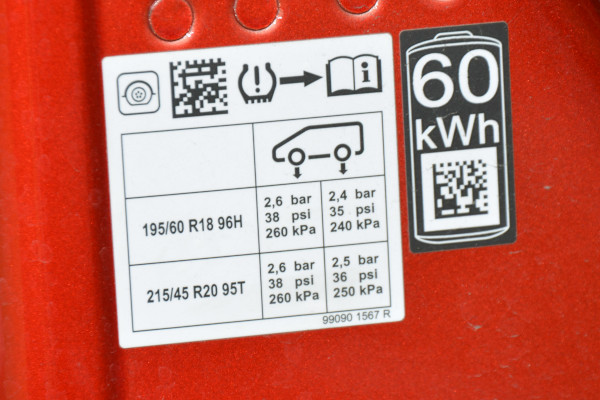 60
kWh
195/60 R18 96H
2,6 bar
38 psi
260 kPa
2,4 bar
35 psi
240 kPa
215/45 R20 95T
2,6 bar
38 psi
260 kPa
2,5 bar
36 psi
250 kPa
99090 1567 R